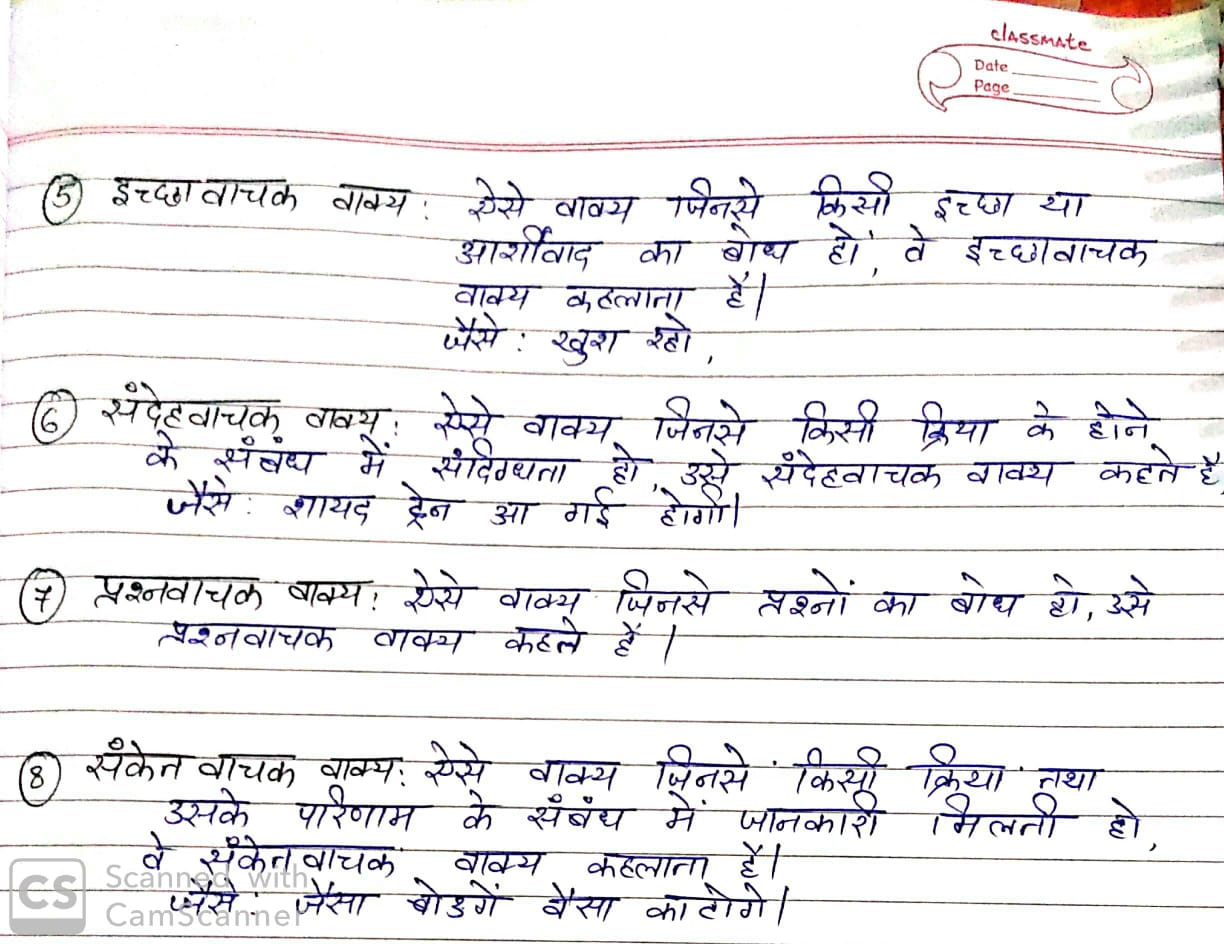 classmate
Date
Page
⑤ इच्छावाचक वाक्य : ऐसे वाक्य जिनसे किसी इच्छा या
आर्शीवाद का बोध हों, वे इच्छावाचक
वाक्य कहलाता है|
जैसे : खुश रहो,
⑥ संदेहवाचक वाक्य : ऐसे वाक्य जिनसे किसी क्रिया के होने
के संबंध में संदिग्धता हो, उसे संदेहवाचक वाक्य कहते है,
जैसे : शायद ट्रेन आ गई होगी|
⑦ प्रश्नवाचक वाक्य : ऐसे वाक्य जिनसे प्रश्नों का बोध हो, उसे
प्रश्नवाचक वाक्य कहते हैं |
⑧ संकेतवाचक वाक्य : ऐसे वाक्य जिनसे किसी क्रिया तथा
उसके परिणाम के संबंध में जानकारी मिलती हो,
वे संकेतवाचक वाक्य कहलाता है|
जैसे : जैसा बोउगें वैसा काटोगे|
CS Scanned with
CamScanner